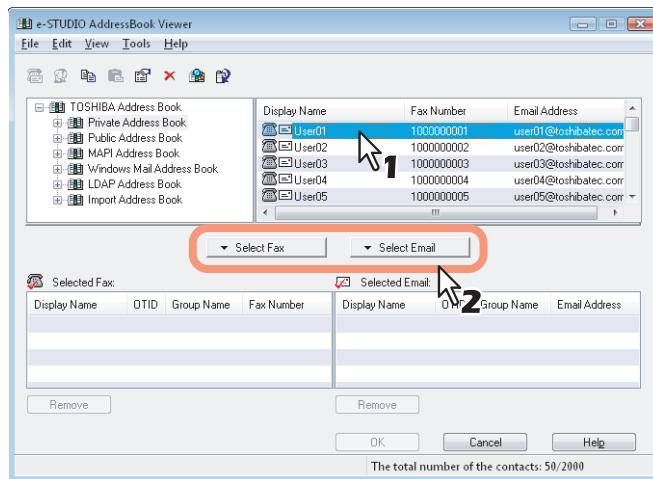 e-STUDIO AddressBook Viewer
File Edit View Tools Help
TOSHIBA Address Book
Private Address Book
Public Address Book
MAPI Address Book
Windows Mail Address Book
LDAP Address Book
Import Address Book
Display Name Fax Number Email Address
User01 1000000001 user01@toshibatec.com
User02 1000000002 user02@toshibatec.com
User03 1000000003 user03@toshibatec.com
User04 1000000004 user04@toshibatec.com
User05 1000000005 user05@toshibatec.com
1
Select Fax Select Email
2
Selected Fax: Selected Email:
Display Name OTID Group Name Fax Number Display Name Group Name Email Address
Remove Remove
OK Cancel Help
The total number of the contacts: 50/2000